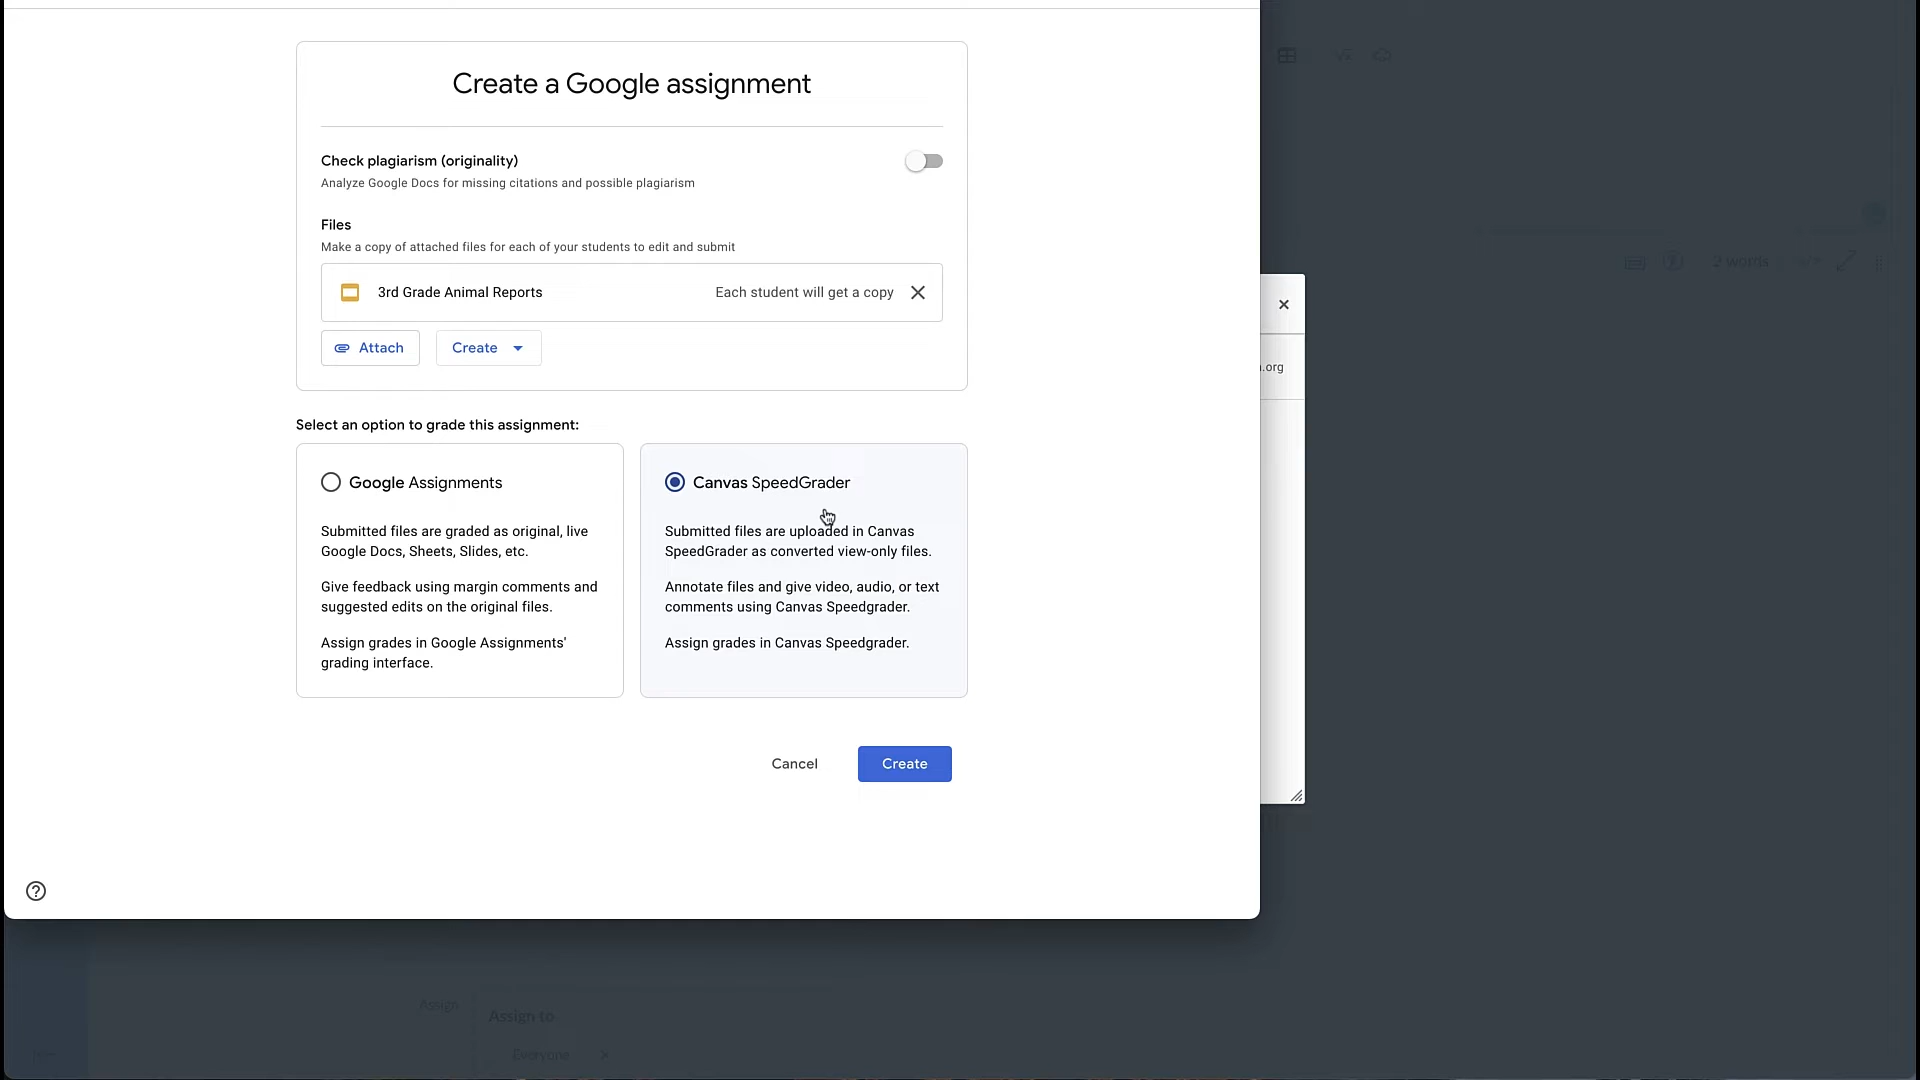 Create a Google assignment
Check plagiarism (originality)
Analyze Google Docs for missing citations and possible plagiarism
Files
Make a copy of attached files for each of your students to edit and submit
3rd Grade Animal Reports
Each student will get a copy
Attach
Create
Select an option to grade this assignment:
Google Assignments
Submitted files are graded as original, live
Google Docs, Sheets, Slides, etc.
Give feedback using margin comments and
suggested edits on the original files.
Assign grades in Google Assignments'
grading interface.
Canvas SpeedGrader
Submitted files are uploaded in Canvas
SpeedGrader as converted view-only files.
Annotate files and give video, audio, or text
comments using Canvas Speedgrader.
Assign grades in Canvas Speedgrader.
Cancel
Create
2 words
.org
Assign
Assign to
Everyone